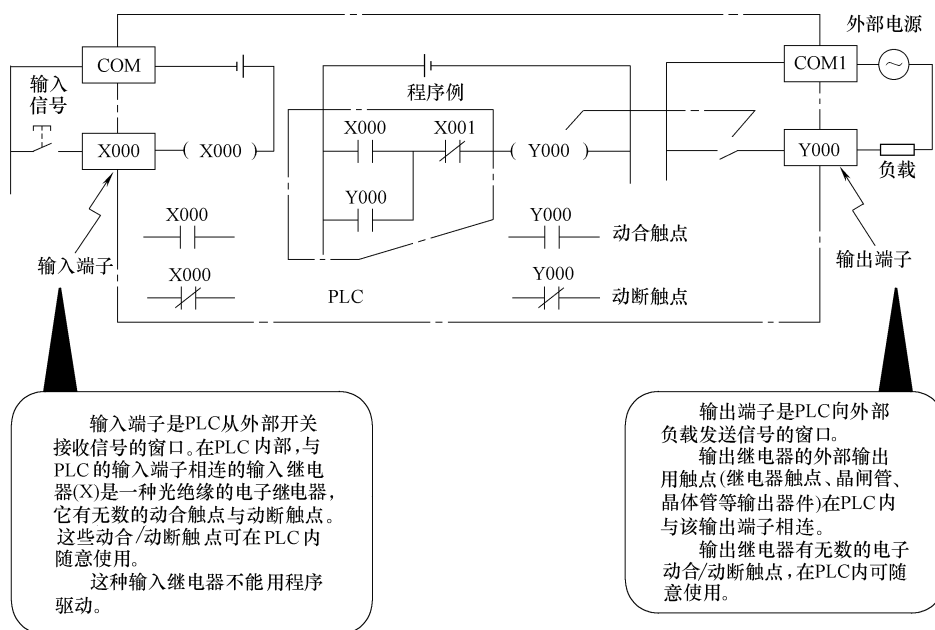 外部电源
COM
COM1
输入
信号
程序例
X000
X001
X000
X000
Y000
Y000
负载
Y000
X000
Y000
动合触点
输入端子
输出端子
X000
Y000
PLC
动断触点
输入端子是PLC从外部开关
接收信号的窗口。在PLC内部,与
PLC的输入端子相连的输入继电
器(X)是一种光绝缘的电子继电器,
它有无数的动合触点与动断触点。
这些动合/动断触点可在PLC内
随意使用。
这种输入继电器不能用程序
驱动。
输出端子是PLC向外部
负载发送信号的窗口。
输出继电器的外部输出
用触点(继电器触点、晶闸管、
晶体管等输出器件)在PLC内
与该输出端子相连。
输出继电器有无数的电子
动合/动断触点,在PLC内可随
意使用。